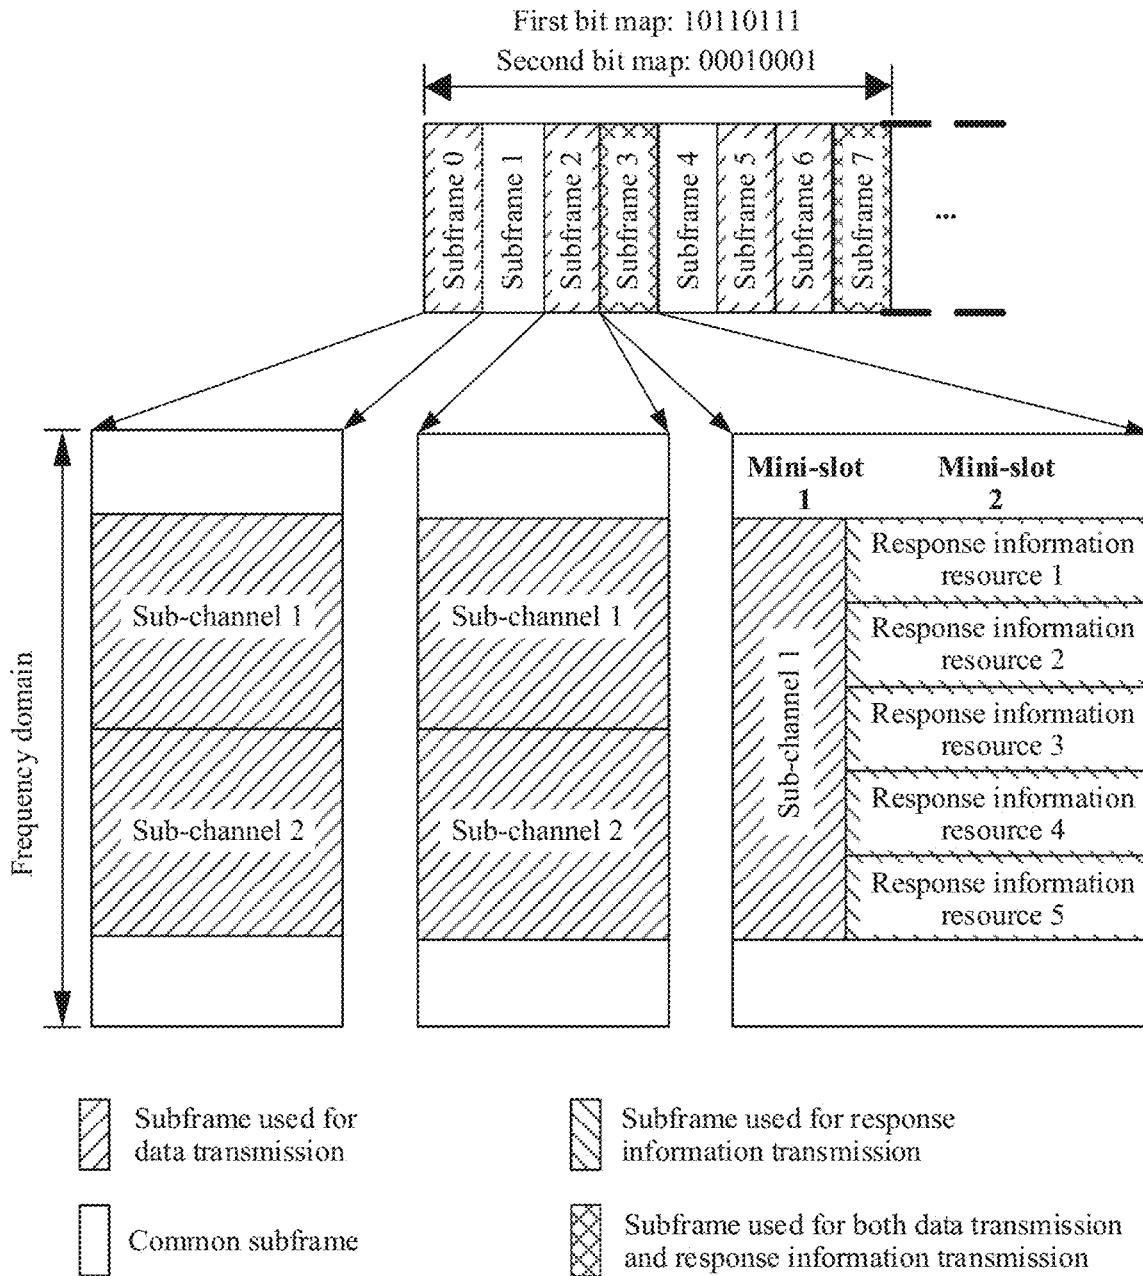 First bit map: 10110111
Second bit map: 00010001
Subframe 0
Subframe 1
Subframe 2
Subframe 3
Subframe 4
Subframe 5
Subframe 6
Subframe 7
...
Frequency domain
Sub-channel 1
Sub-channel 2
Sub-channel 1
Sub-channel 2
Mini-slot
1
Mini-slot
2
Sub-channel 1
Response information
resource 1
Response information
resource 2
Response information
resource 3
Response information
resource 4
Response information
resource 5
Subframe used for
data transmission
Subframe used for response
information transmission
Common subframe
Subframe used for both data transmission
and response information transmission